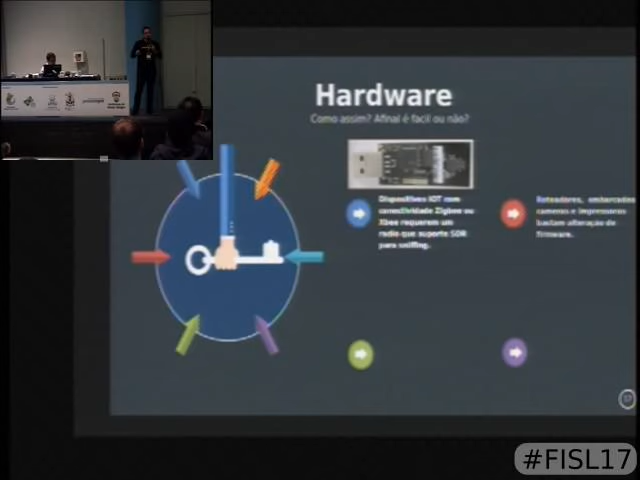 Hardware
Como assim? Afinal é facil ou não?
Dispositivos IOT com
conectividade Zigbee ou
Xbee requerem um
radio que suporte SDR
para sniffing.
Roteadores, embarcados
cameras e impressoras
bastam alteração de
firmware.
#FISL17